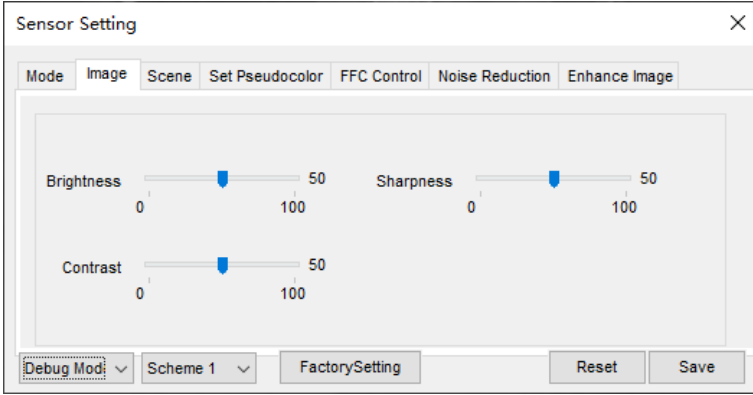 Sensor Setting
Mode Image Scene Set Pseudocolor FFC Control Noise Reduction Enhance Image
Brightness 50 Sharpness 50
0 100 0 100
Contrast 50
0 100
Debug Mod Scheme 1 FactorySetting Reset Save